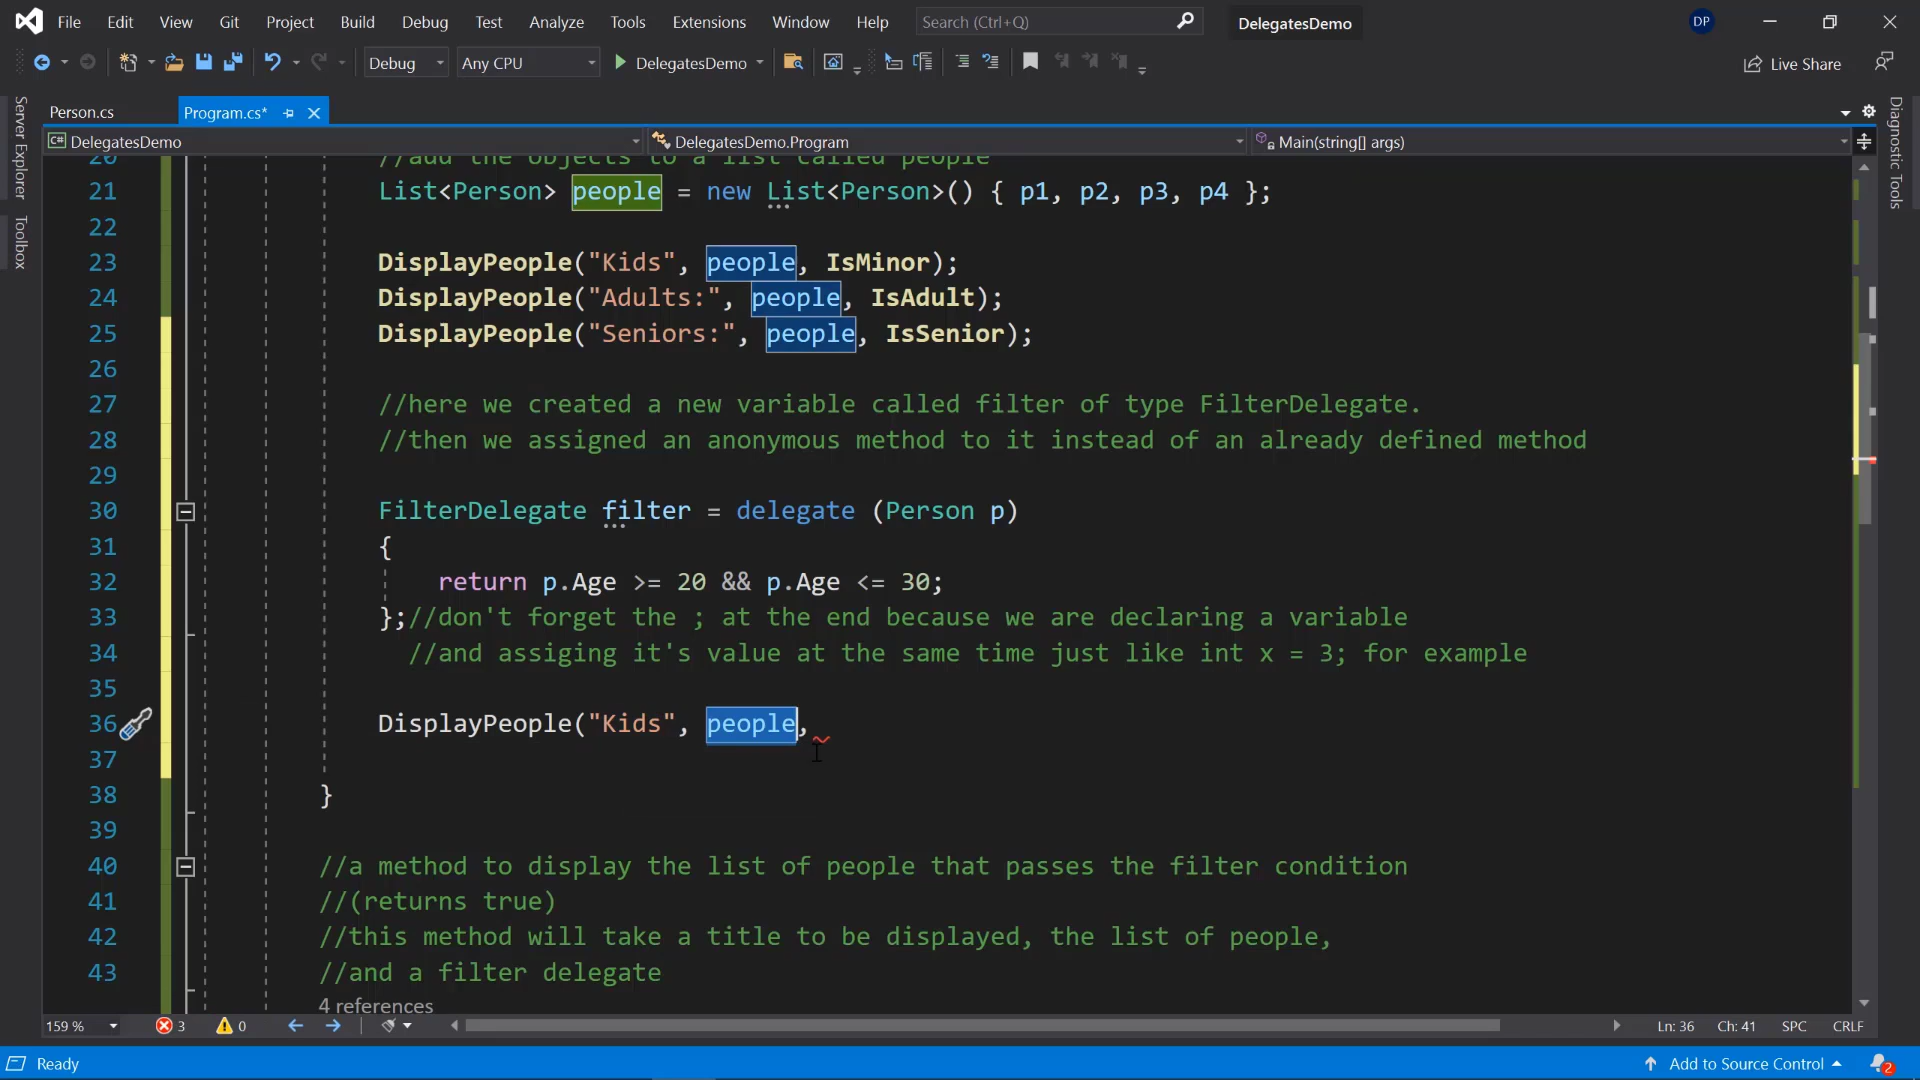 File Edit View Git Project Build Debug Test Analyze Tools Extensions Window Help Search (Ctrl+Q) DelegatesDemo DP
Debug Any CPU DelegatesDemo Live Share
Server Explorer
Toolbox
Diagnostic Tools
Person.cs Program.cs*
C# DelegatesDemo DelegatesDemo.Program Main(string[] args)
20 //add the objects to a list called people
21 List<Person> people = new List<Person>() { p1, p2, p3, p4 };
22
23 DisplayPeople("Kids", people, IsMinor);
24 DisplayPeople("Adults:", people, IsAdult);
25 DisplayPeople("Seniors:", people, IsSenior);
26
27 //here we created a new variable called filter of type FilterDelegate.
28 //then we assigned an anonymous method to it instead of an already defined method
29
30 FilterDelegate filter = delegate (Person p)
31 {
32 return p.Age >= 20 && p.Age <= 30;
33 };//don't forget the ; at the end because we are declaring a variable
34 //and assiging it's value at the same time just like int x = 3; for example
35
36 DisplayPeople("Kids", people,
37
38 }
39
40 //a method to display the list of people that passes the filter condition
41 //(returns true)
42 //this method will take a title to be displayed, the list of people,
43 //and a filter delegate
4 references
159 % 3 0 Ln: 36 Ch: 41 SPC CRLF
Ready Add to Source Control 2